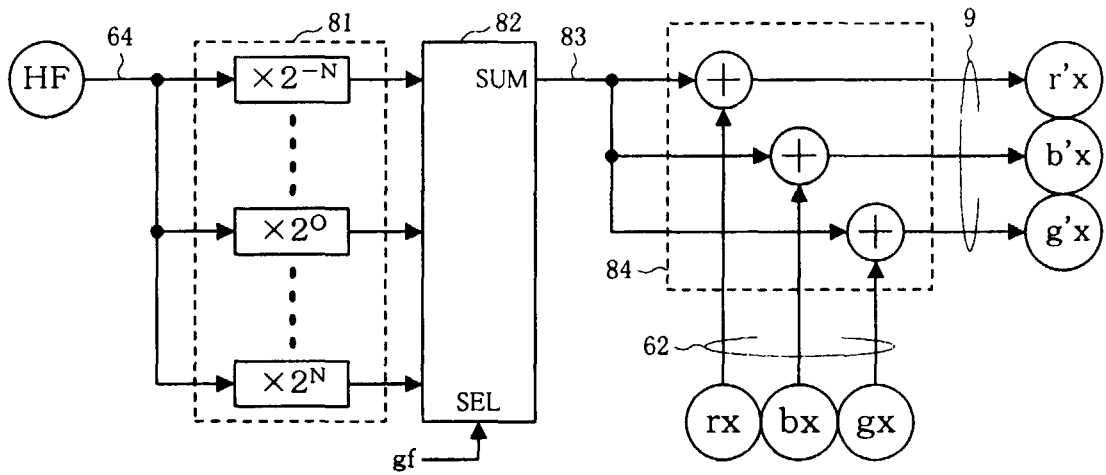 81
82
9
HF
64
×2⁻ᴺ
SUM
83
+
r'x
+
b'x
×2⁰
+
g'x
84
62
×2ᴺ
SEL
rx
bx
gx
gf